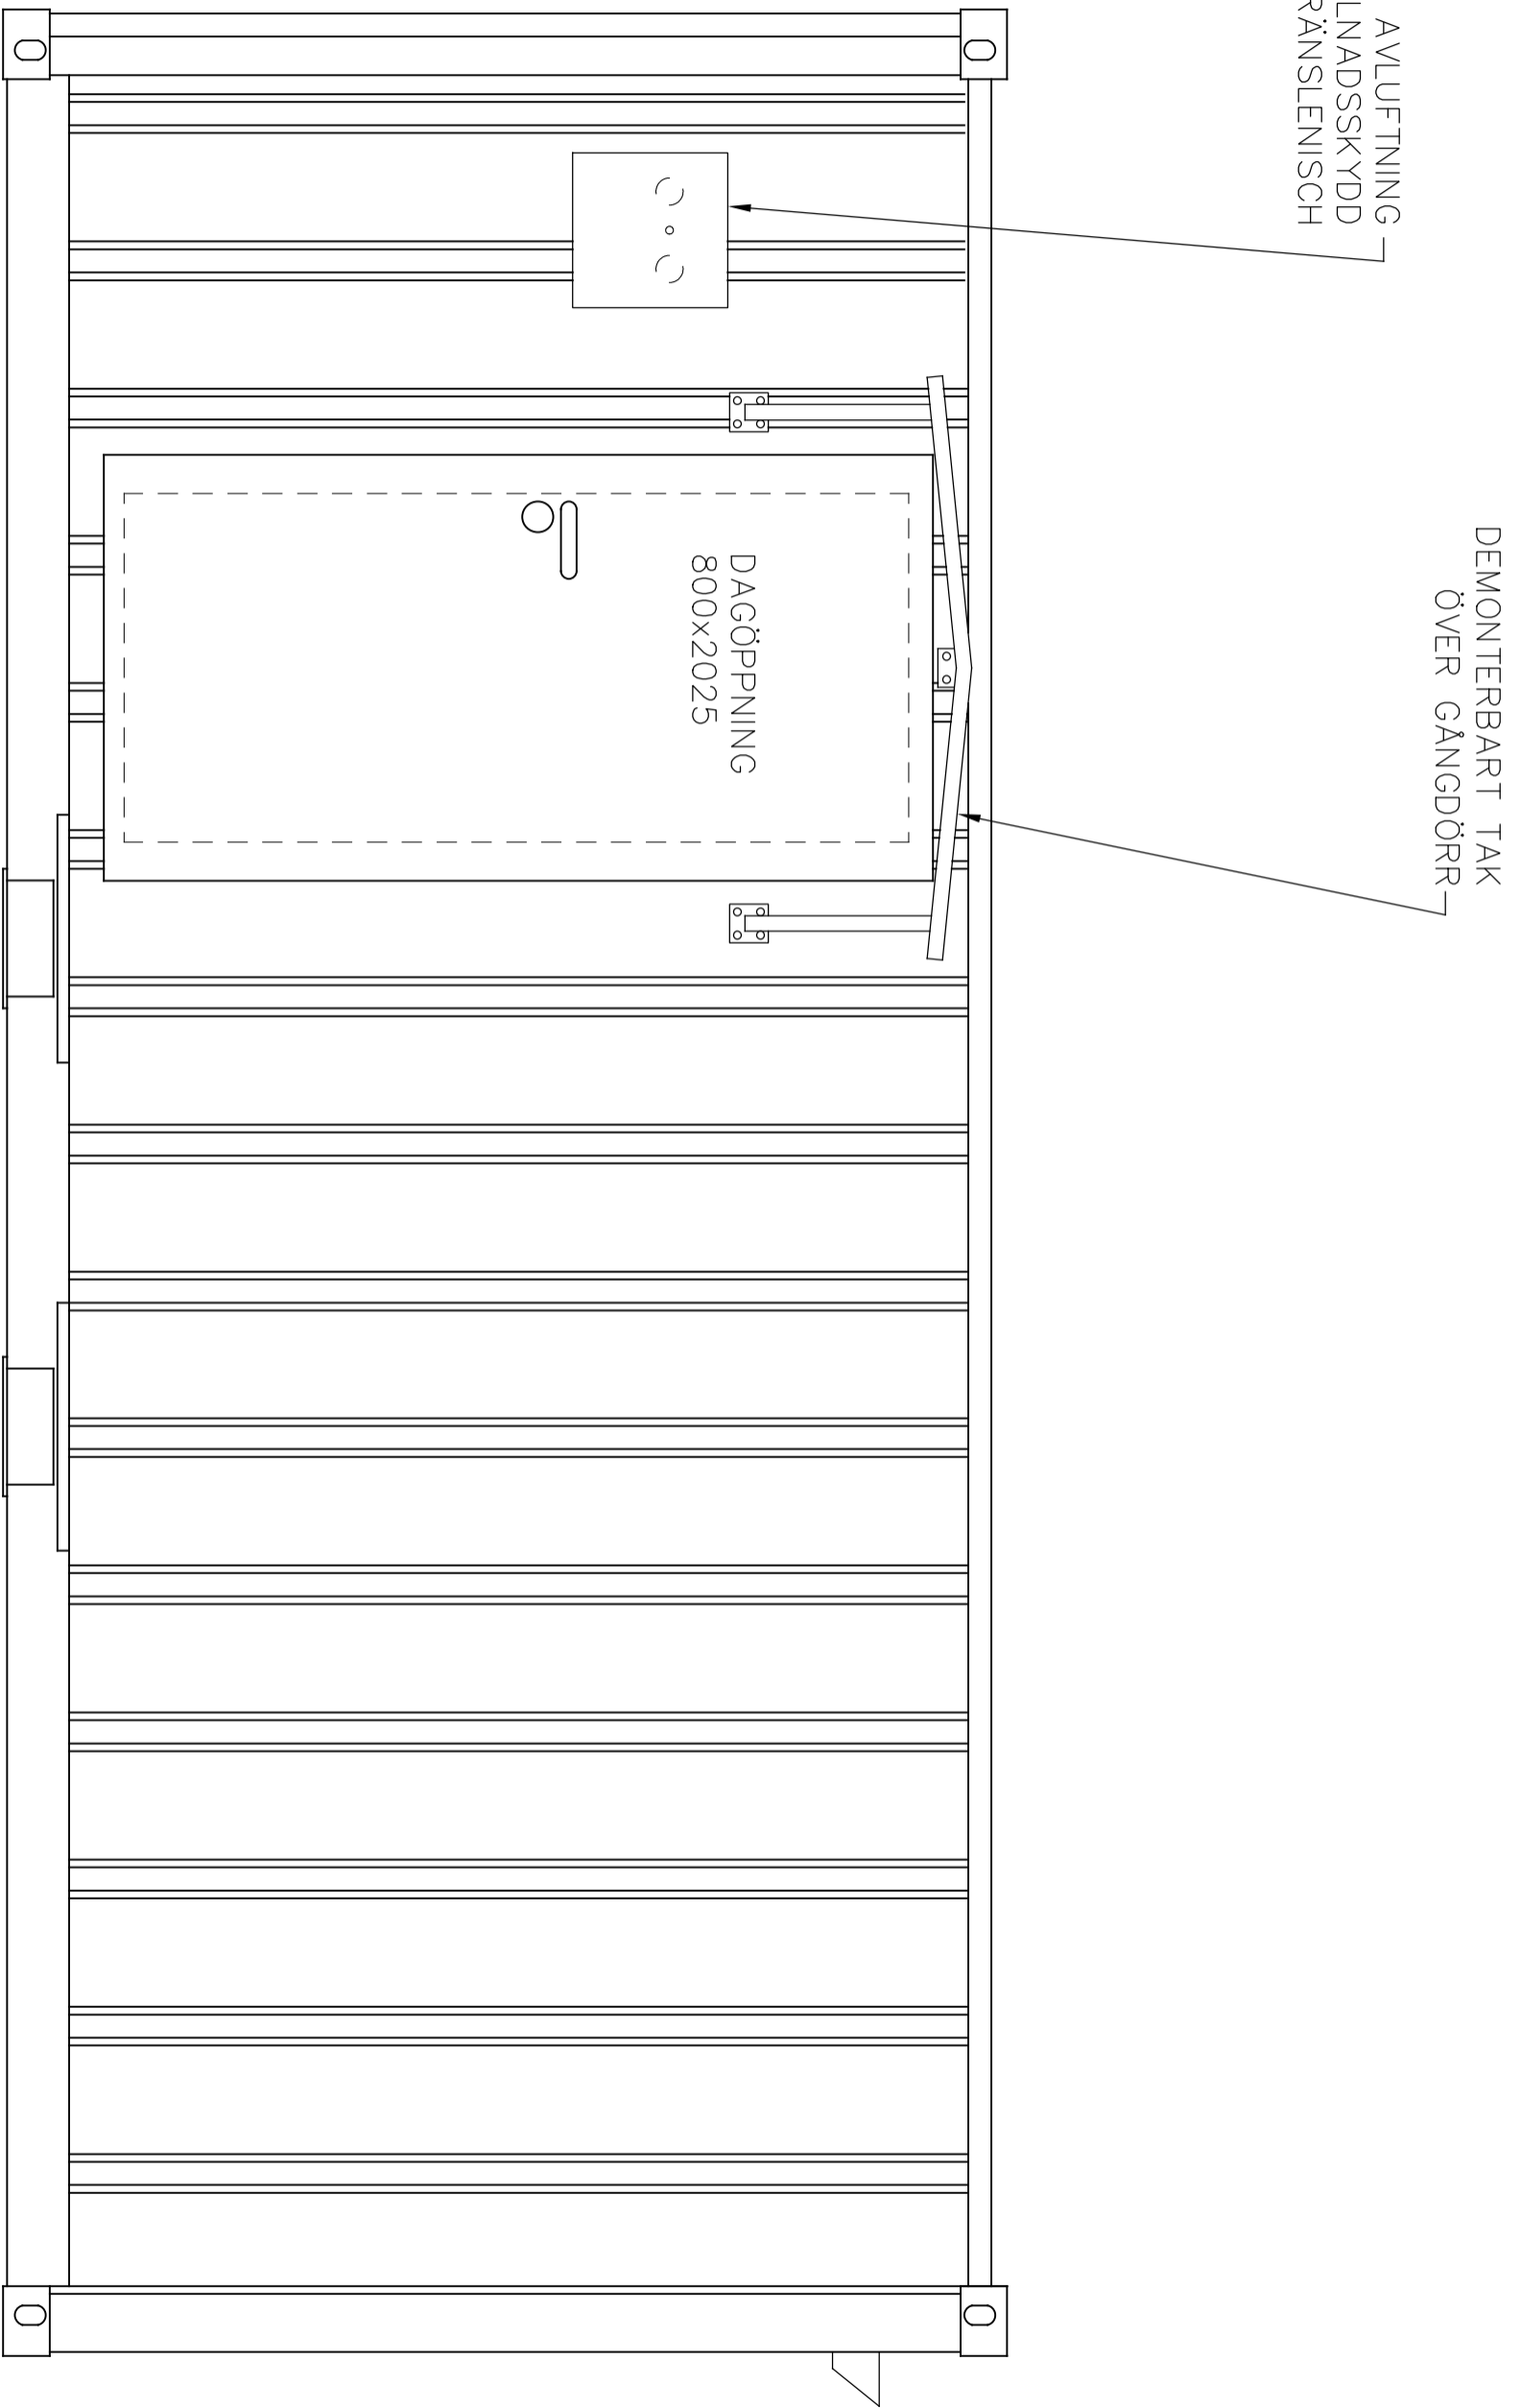 AVLUFTNING
LNADSSKYDD
RÄNSLENISCH
DEMONTERBART TAK
ÖVER GÅNGDÖRR
DAGÖPPNING
800x2025